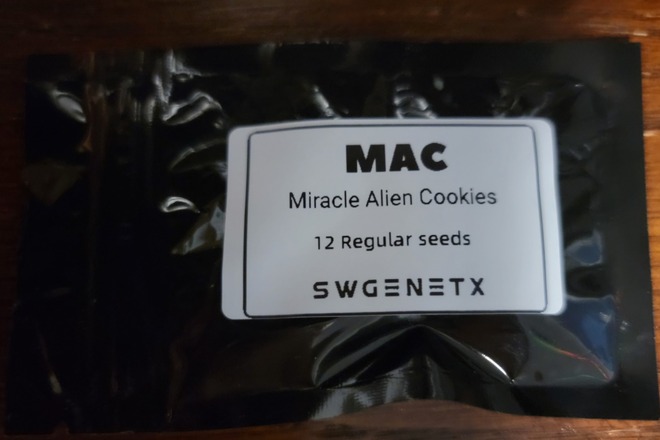 MAC
Miracle Alien Cookies
12 Regular seeds
SWGENETX